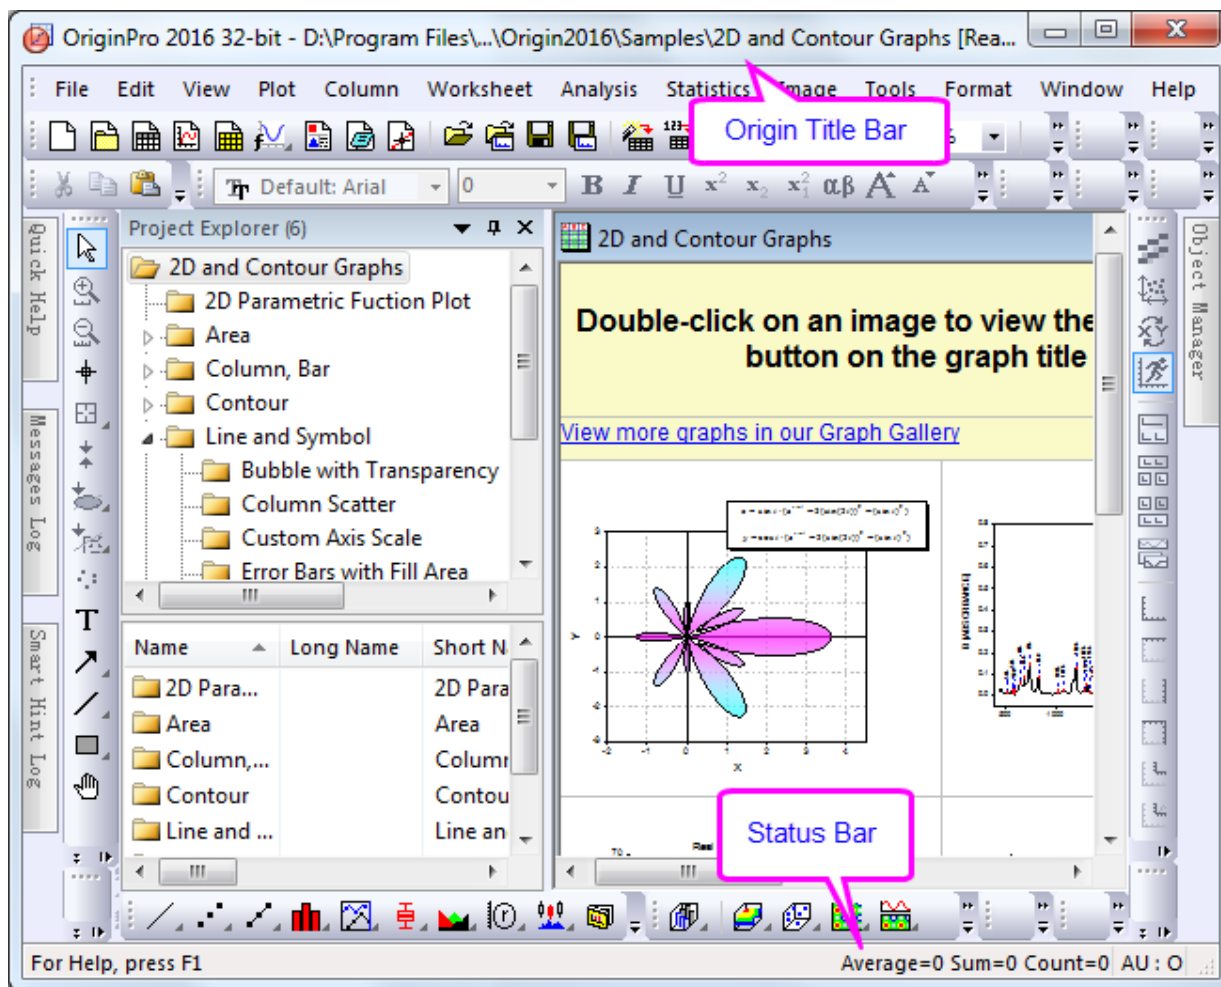 OriginPro 2016 32-bit - D:\Program Files\...\Origin2016\Samples\2D and Contour Graphs [Rea...
File Edit View Plot Column Worksheet Analysis Statistics Image Tools Format Window Help
Origin Title Bar
%
Default: Arial 0 B I U x² x₂ αβ A A
Quick Help
Messages Log
Smart Hint Log
Project Explorer (6)
2D and Contour Graphs
2D Parametric Fuction Plot
Area
Column, Bar
Contour
Line and Symbol
Bubble with Transparency
Column Scatter
Custom Axis Scale
Error Bars with Fill Area
Name Long Name Short N
2D Para... 2D Para
Area Area
Column,... Column
Contour Contou
Line and ... Line an
2D and Contour Graphs
Double-click on an image to view the
button on the graph title
View more graphs in our Graph Gallery
Y
X
Object Manager
Status Bar
70
Real
For Help, press F1
Average=0 Sum=0 Count=0 AU : O